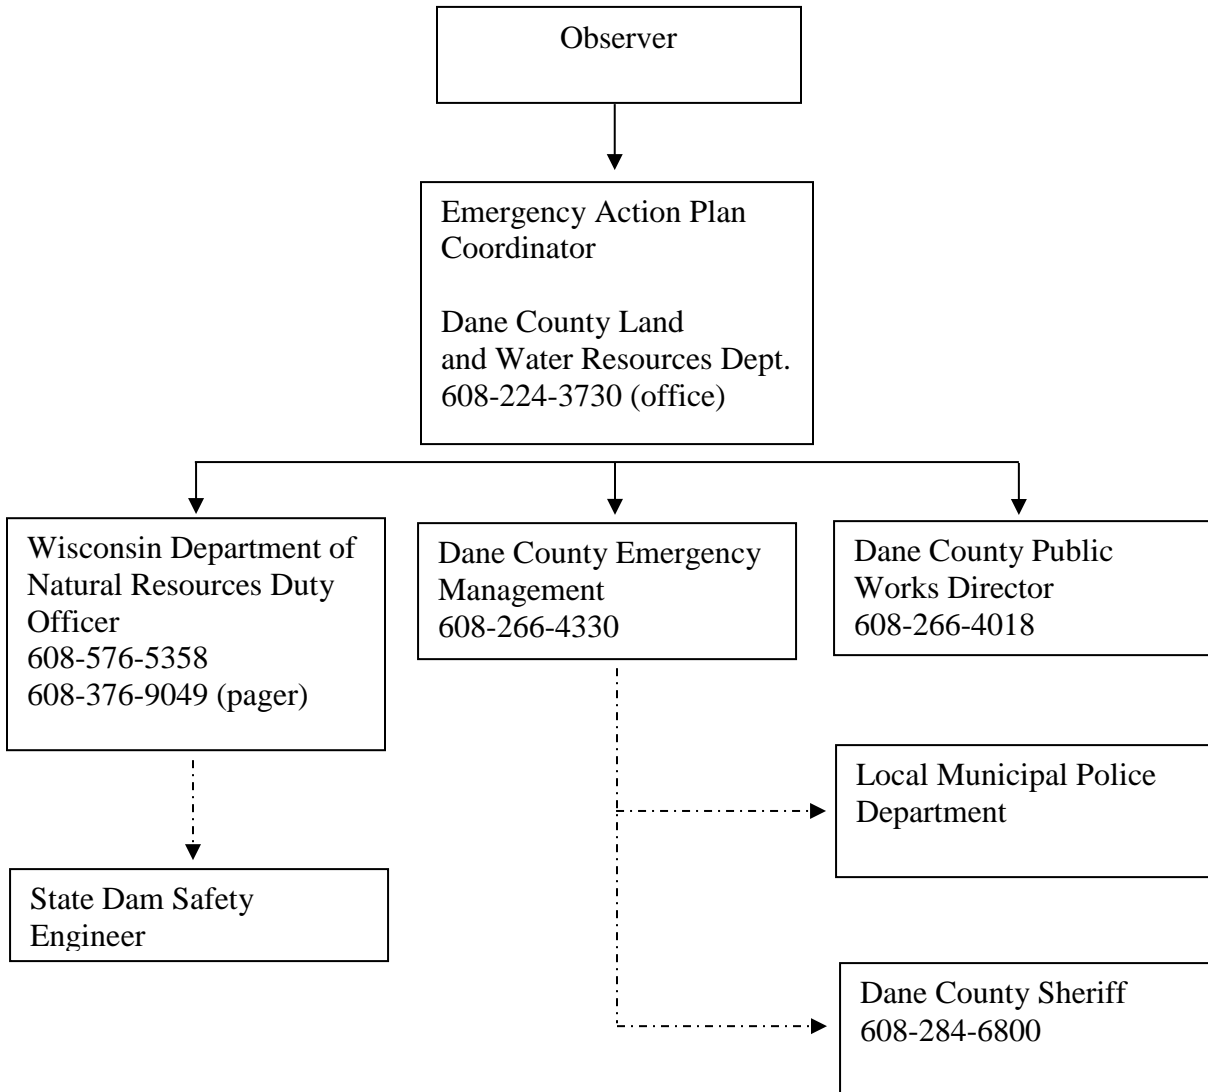 Observer
Emergency Action Plan
Coordinator
Dane County Land
and Water Resources Dept.
608-224-3730 (office)
Wisconsin Department of
Natural Resources Duty
Officer
608-576-5358
608-376-9049 (pager)
Dane County Emergency
Management
608-266-4330
Dane County Public
Works Director
608-266-4018
Local Municipal Police
Department
State Dam Safety
Engineer
Dane County Sheriff
608-284-6800